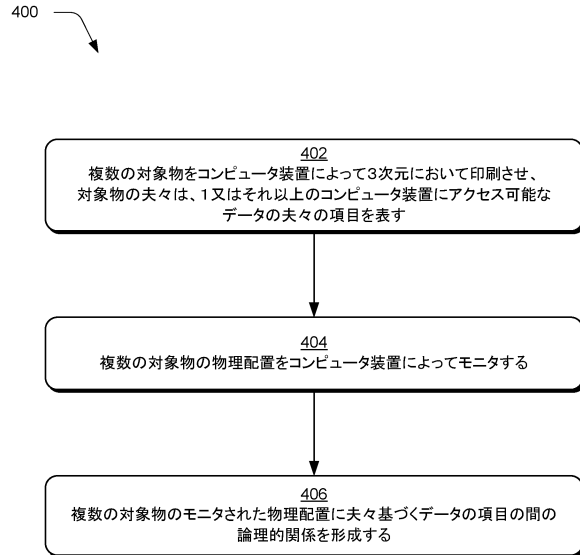 400
402
複数の対象物をコンピュータ装置によって3次元において印刷させ、
対象物の夫々は、1又はそれ以上のコンピュータ装置にアクセス可能な
データの夫々の項目を表す
404
複数の対象物の物理配置をコンピュータ装置によってモニタする
406
複数の対象物のモニタされた物理配置に夫々基づくデータの項目の間の
論理的関係を形成する